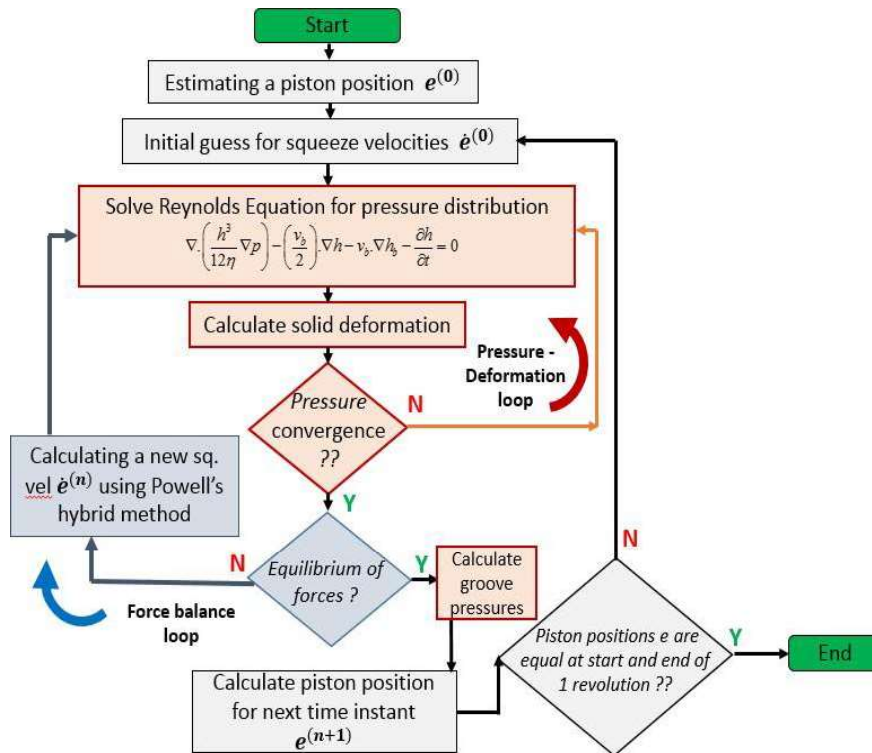 Start
Estimating a piston position e^(0)
Initial guess for squeeze velocities ė^(0)
Solve Reynolds Equation for pressure distribution
∇.(h³/12η ∇p) − (v_b/2).∇h − v_b.∇h_b − ∂h/∂t = 0
Calculate solid deformation
Pressure -
Deformation
loop
Pressure
convergence
??
N
Y
Calculating a new sq.
vel ė^(n) using Powell's
hybrid method
N
Equilibrium of
forces ?
Y
Calculate
groove
pressures
Force balance
loop
Calculate piston position
for next time instant
e^(n+1)
N
Piston positions e are
equal at start and end of
1 revolution ??
Y
End